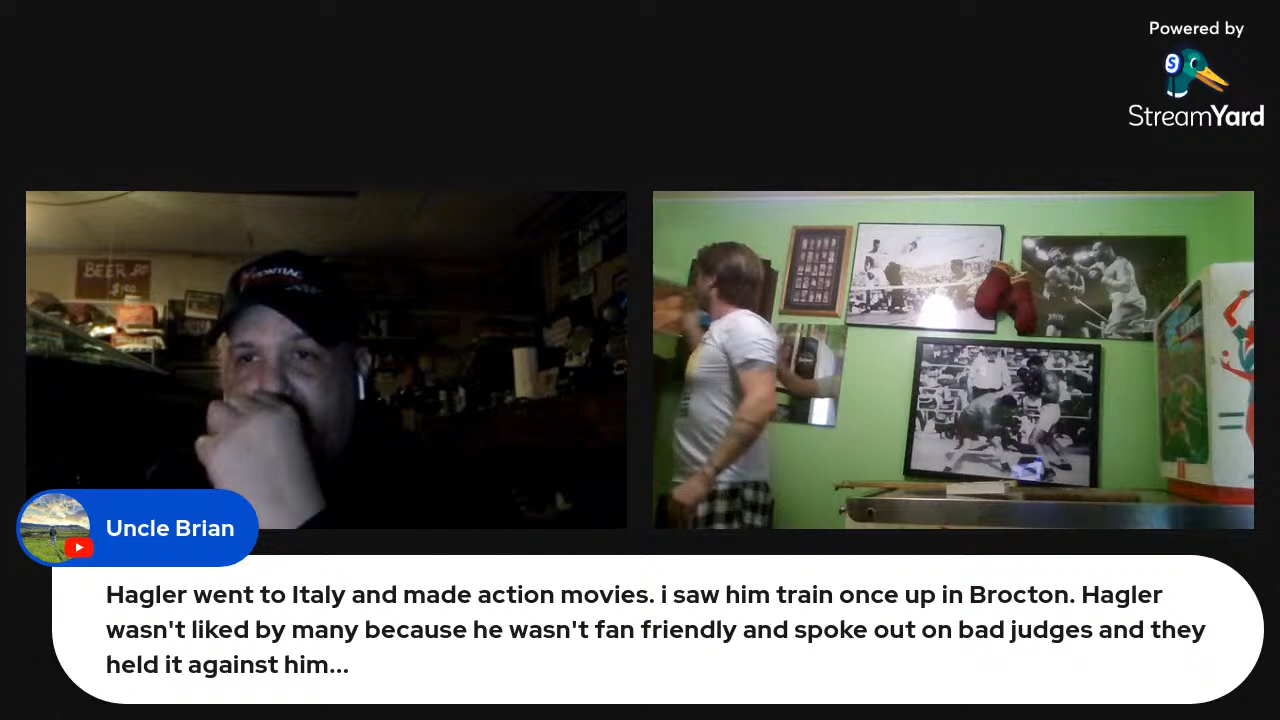 Powered by
StreamYard
BEER
PONTIAC
Uncle Brian
Hagler went to Italy and made action movies. i saw him train once up in Brocton. Hagler
wasn't liked by many because he wasn't fan friendly and spoke out on bad judges and they
held it against him...